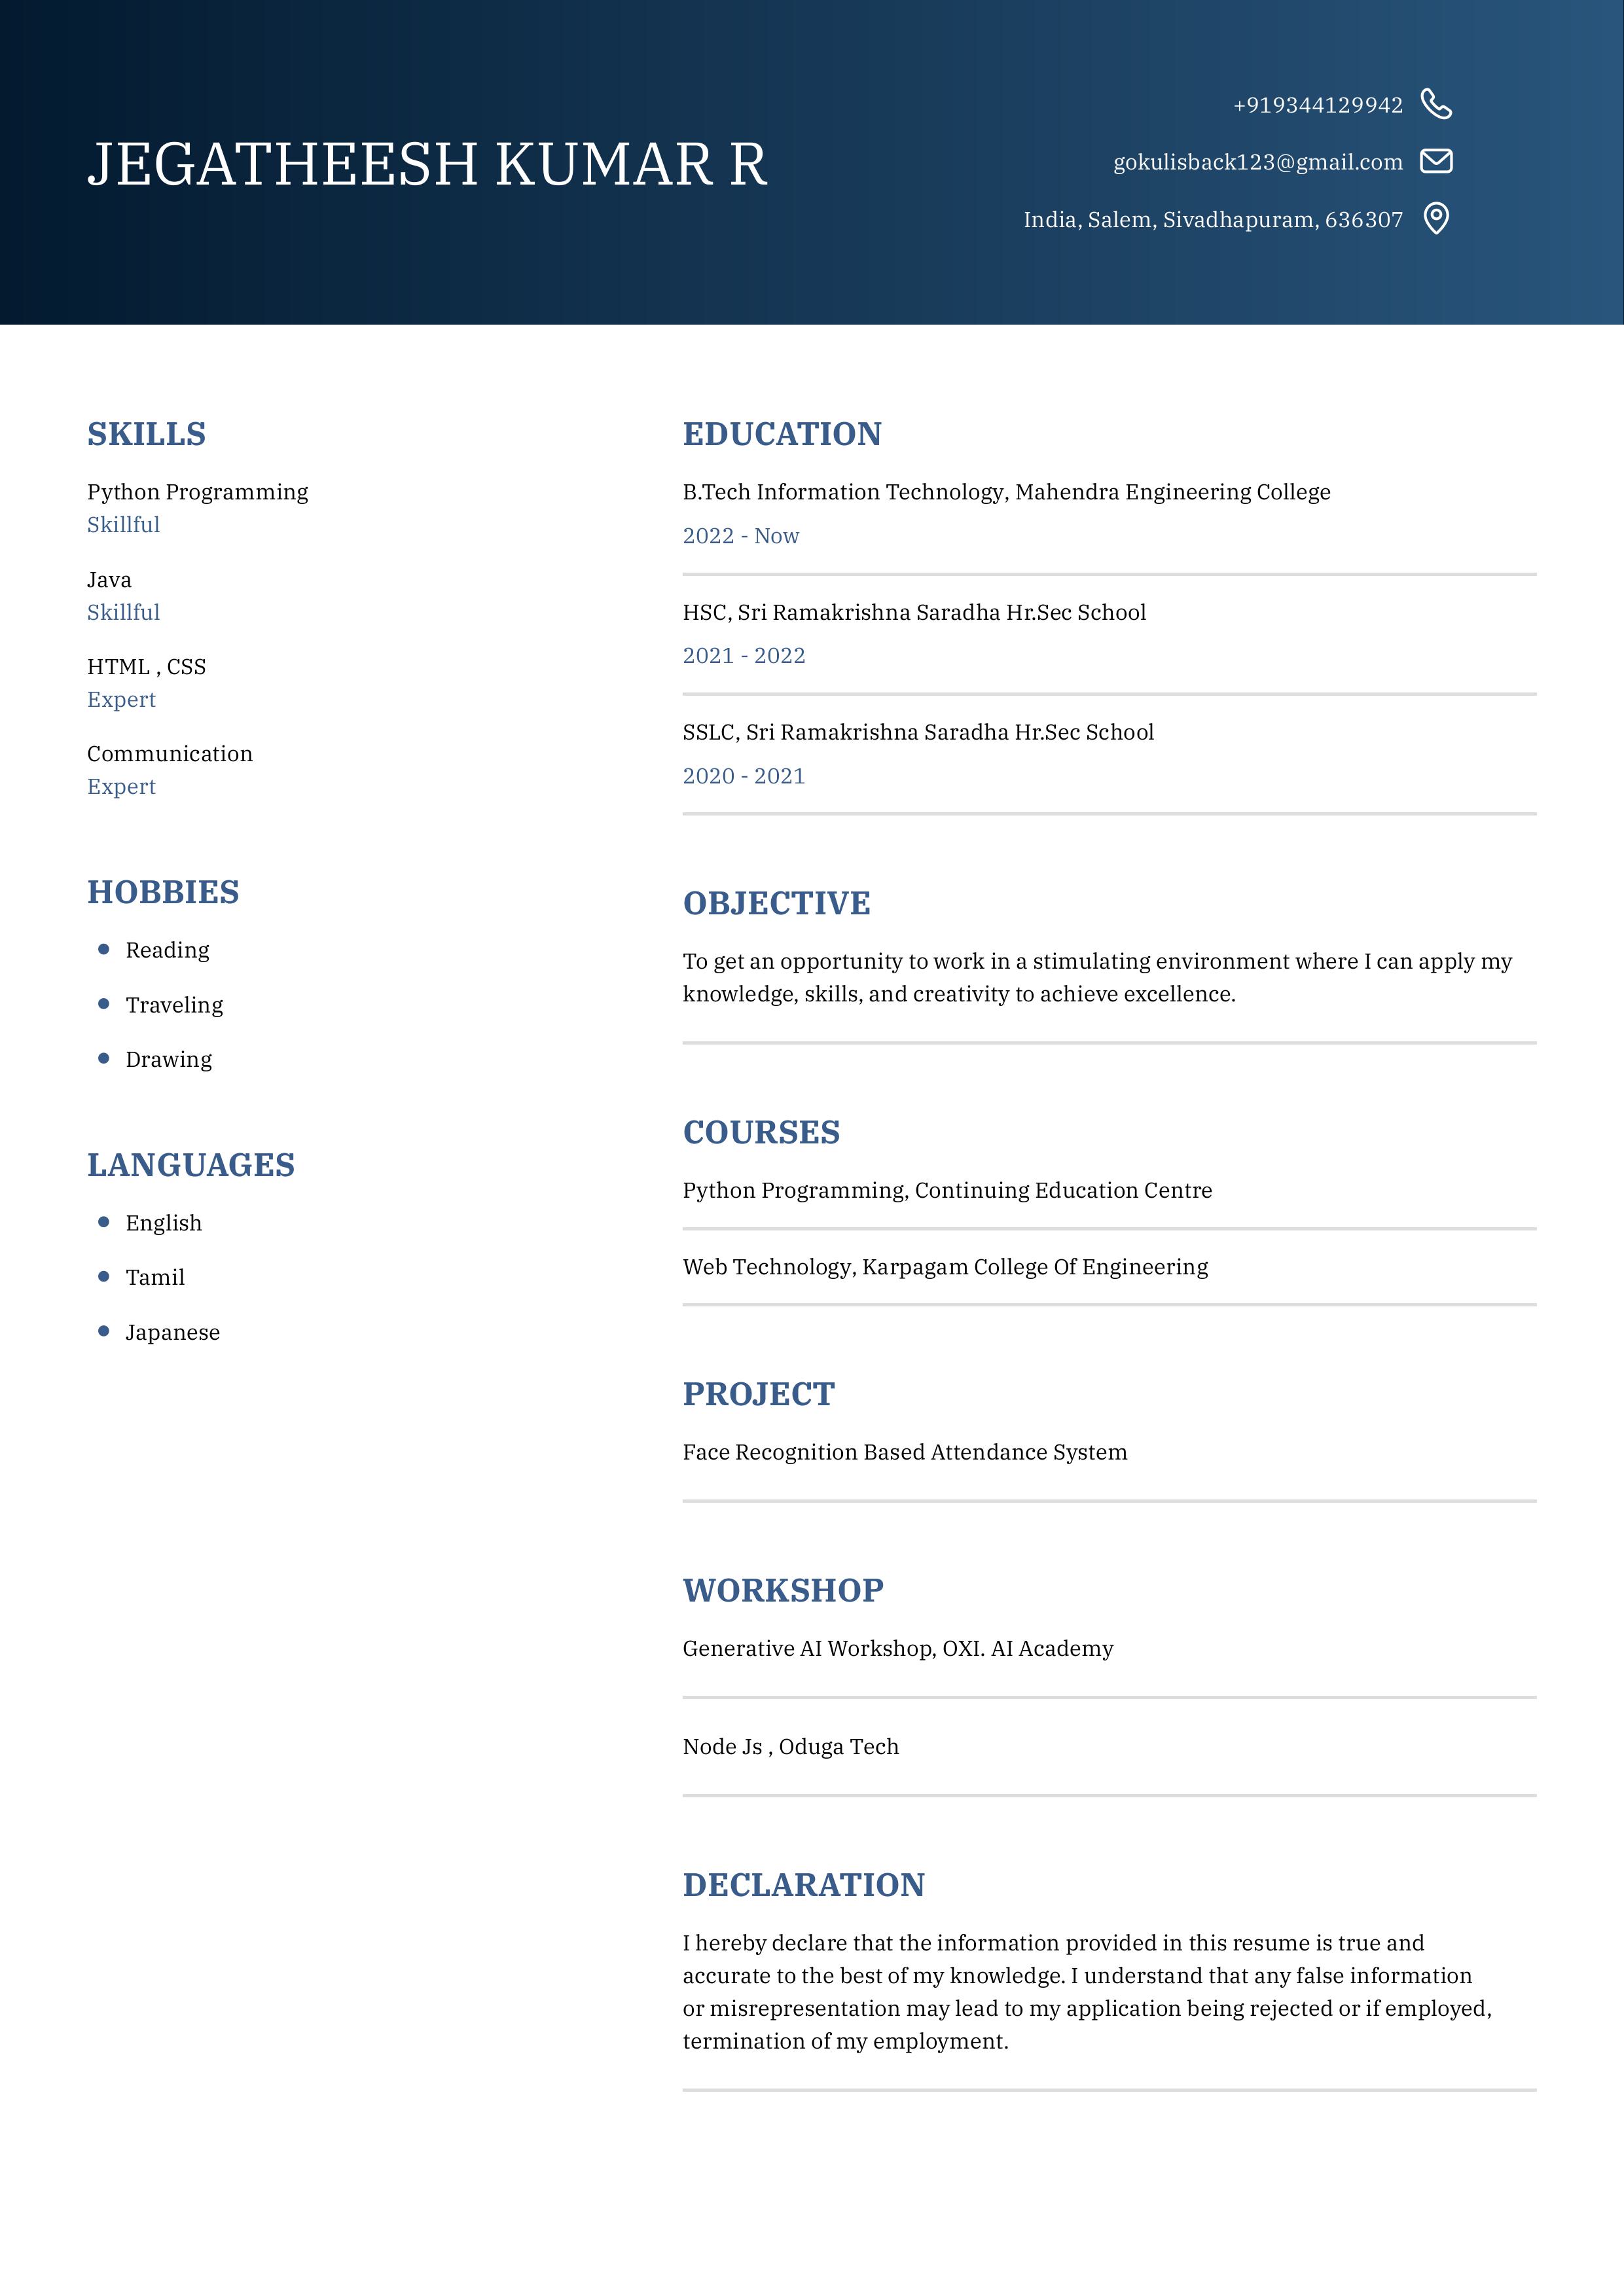 JEGATHEESH KUMAR R
+919344129942
gokulisback123@gmail.com
India, Salem, Sivadhapuram, 636307
SKILLS
Python Programming
Skillful
Java
Skillful
HTML , CSS
Expert
Communication
Expert
HOBBIES
Reading
Traveling
Drawing
LANGUAGES
English
Tamil
Japanese
EDUCATION
B.Tech Information Technology, Mahendra Engineering College
2022 - Now
HSC, Sri Ramakrishna Saradha Hr.Sec School
2021 - 2022
SSLC, Sri Ramakrishna Saradha Hr.Sec School
2020 - 2021
OBJECTIVE
To get an opportunity to work in a stimulating environment where I can apply my
knowledge, skills, and creativity to achieve excellence.
COURSES
Python Programming, Continuing Education Centre
Web Technology, Karpagam College Of Engineering
PROJECT
Face Recognition Based Attendance System
WORKSHOP
Generative AI Workshop, OXI. AI Academy
Node Js , Oduga Tech
DECLARATION
I hereby declare that the information provided in this resume is true and
accurate to the best of my knowledge. I understand that any false information
or misrepresentation may lead to my application being rejected or if employed,
termination of my employment.